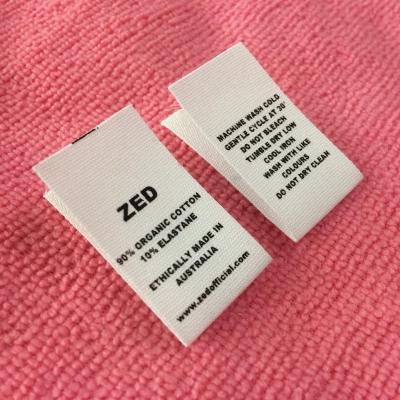 ZED
90% ORGANIC COTTON
10% ELASTANE
ETHICALLY MADE IN
AUSTRALIA
www.zedofficial.com
MACHINE WASH COLD
GENTLE CYCLE AT 30°
DO NOT BLEACH
TUMBLE DRY LOW
COOL IRON
WASH WITH LIKE
COLOURS
DO NOT DRY CLEAN